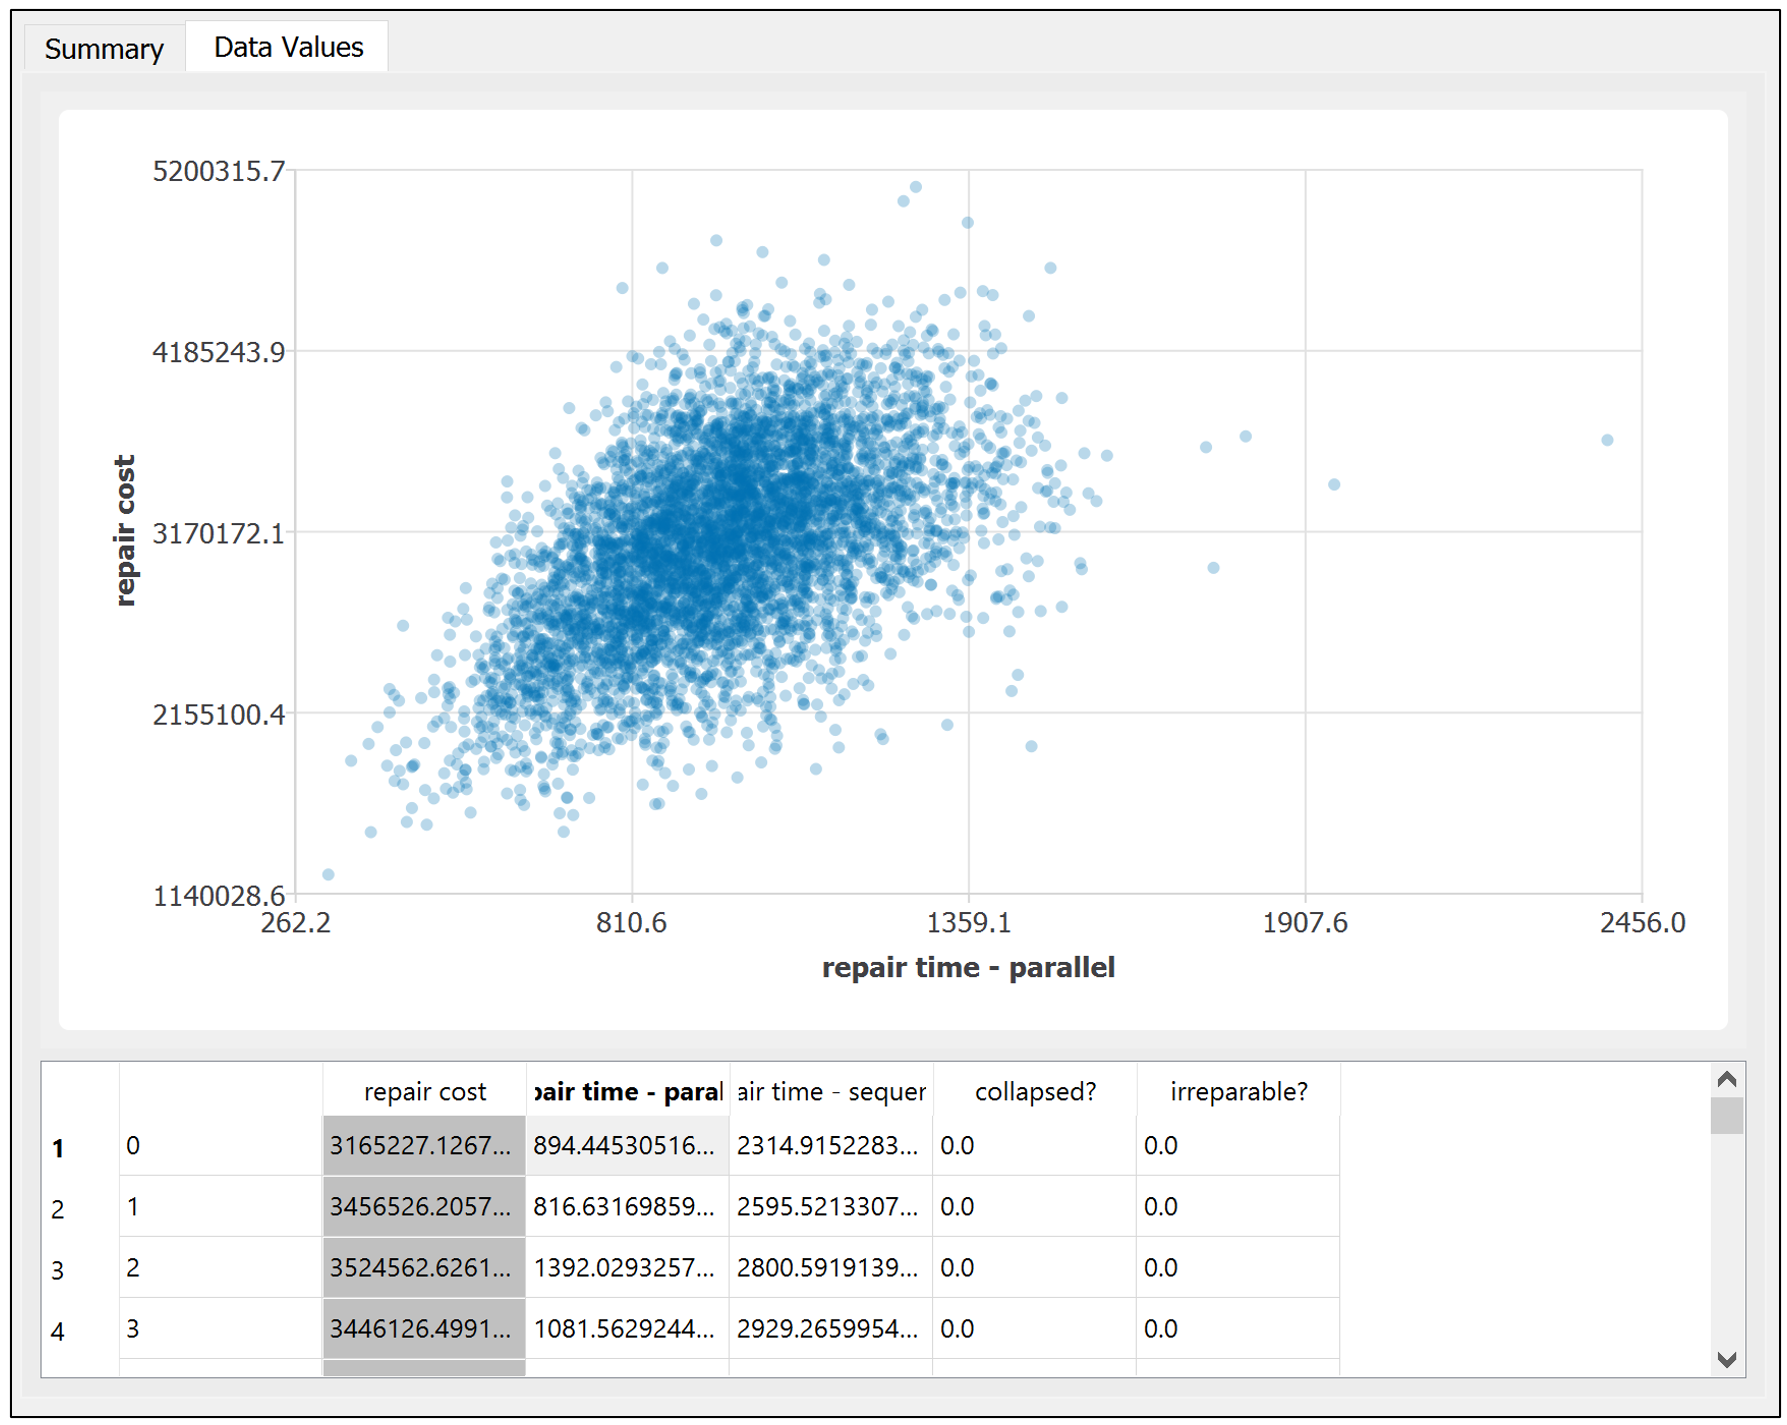 Summary Data Values
5200315.7
4185243.9
3170172.1
2155100.4
1140028.6
repair cost
262.2 810.6 1359.1 1907.6 2456.0
repair time - parallel
repair cost pair time - paral air time - sequer collapsed? irreparable?
1 0 3165227.1267... 894.44530516... 2314.9152283... 0.0 0.0
2 1 3456526.2057... 816.63169859... 2595.5213307... 0.0 0.0
3 2 3524562.6261... 1392.0293257... 2800.5919139... 0.0 0.0
4 3 3446126.4991... 1081.5629244... 2929.2659954... 0.0 0.0